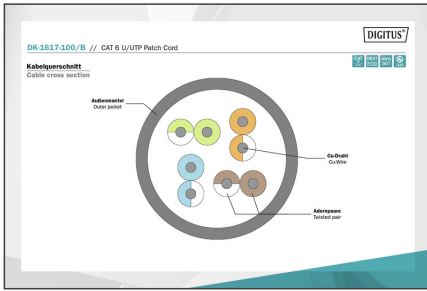 DIGITUS®
DK-1617-100/B // CAT 6 U/UTP Patch Cord
Kabelquerschnitt
Cable cross section
Außenmantel
Outer jacket
Cu-Draht
Cu-Wire
Adernpaare
Twisted pair